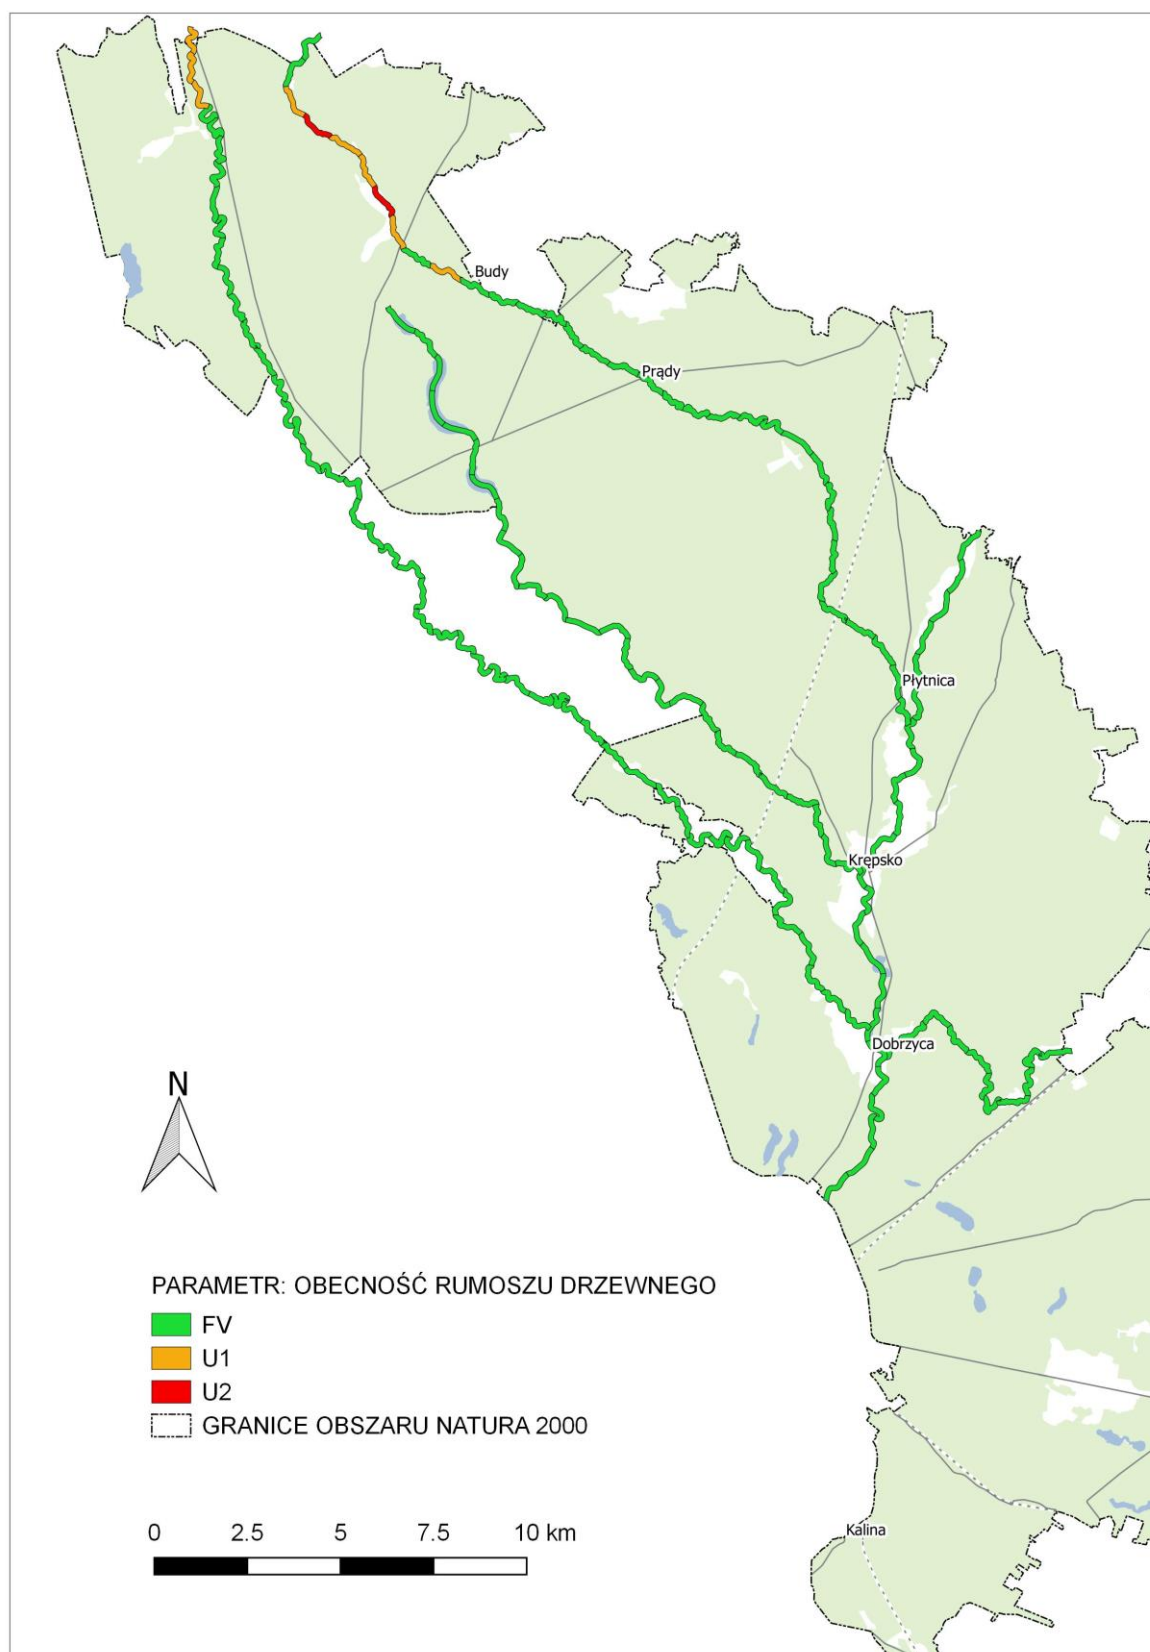 Budy
Prądy
Płytnica
Krępsko
Dobrzyca
N
PARAMETR: OBECNOŚĆ RUMOSZU DRZEWNEGO
FV
U1
U2
GRANICE OBSZARU NATURA 2000
0 2.5 5 7.5 10 km
Kalina